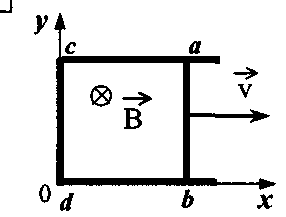 y
c a
⊗ B⃗ v⃗
0 d b x